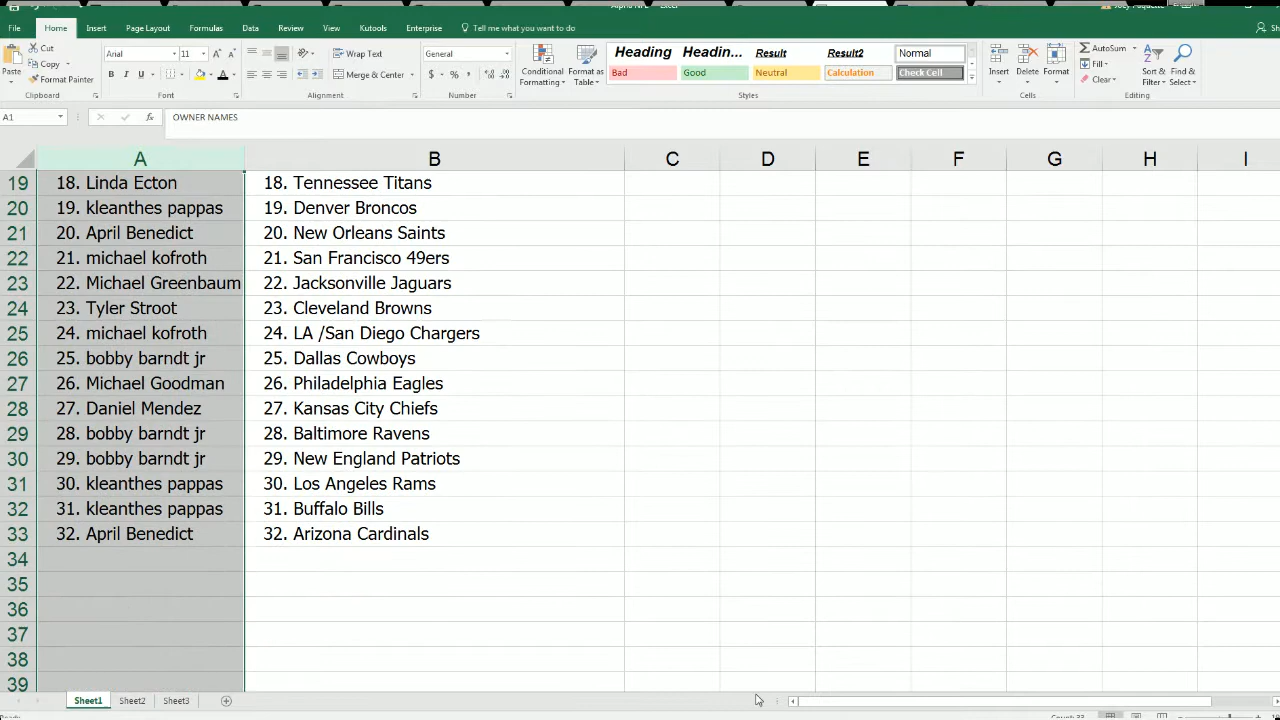 File Home Insert Page Layout Formulas Data Review View Kutools Enterprise Tell me what you want to do
Paste Cut Copy Format Painter Clipboard
Arial 11 Font
Wrap Text Merge & Center Alignment
General Number
Conditional Formatting Format as Table
Heading Headin... Result Result2 Normal
Bad Good Neutral Calculation Check Cell
Styles
Insert Delete Format Cells
AutoSum Fill Clear Sort & Filter Find & Select Editing
A1 fx OWNER NAMES
A B C D E F G H I
19 18. Linda Ecton 18. Tennessee Titans
20 19. kleanthes pappas 19. Denver Broncos
21 20. April Benedict 20. New Orleans Saints
22 21. michael kofroth 21. San Francisco 49ers
23 22. Michael Greenbaum 22. Jacksonville Jaguars
24 23. Tyler Stroot 23. Cleveland Browns
25 24. michael kofroth 24. LA /San Diego Chargers
26 25. bobby barndt jr 25. Dallas Cowboys
27 26. Michael Goodman 26. Philadelphia Eagles
28 27. Daniel Mendez 27. Kansas City Chiefs
29 28. bobby barndt jr 28. Baltimore Ravens
30 29. bobby barndt jr 29. New England Patriots
31 30. kleanthes pappas 30. Los Angeles Rams
32 31. kleanthes pappas 31. Buffalo Bills
33 32. April Benedict 32. Arizona Cardinals
34
35
36
37
38
39
Sheet1 Sheet2 Sheet3